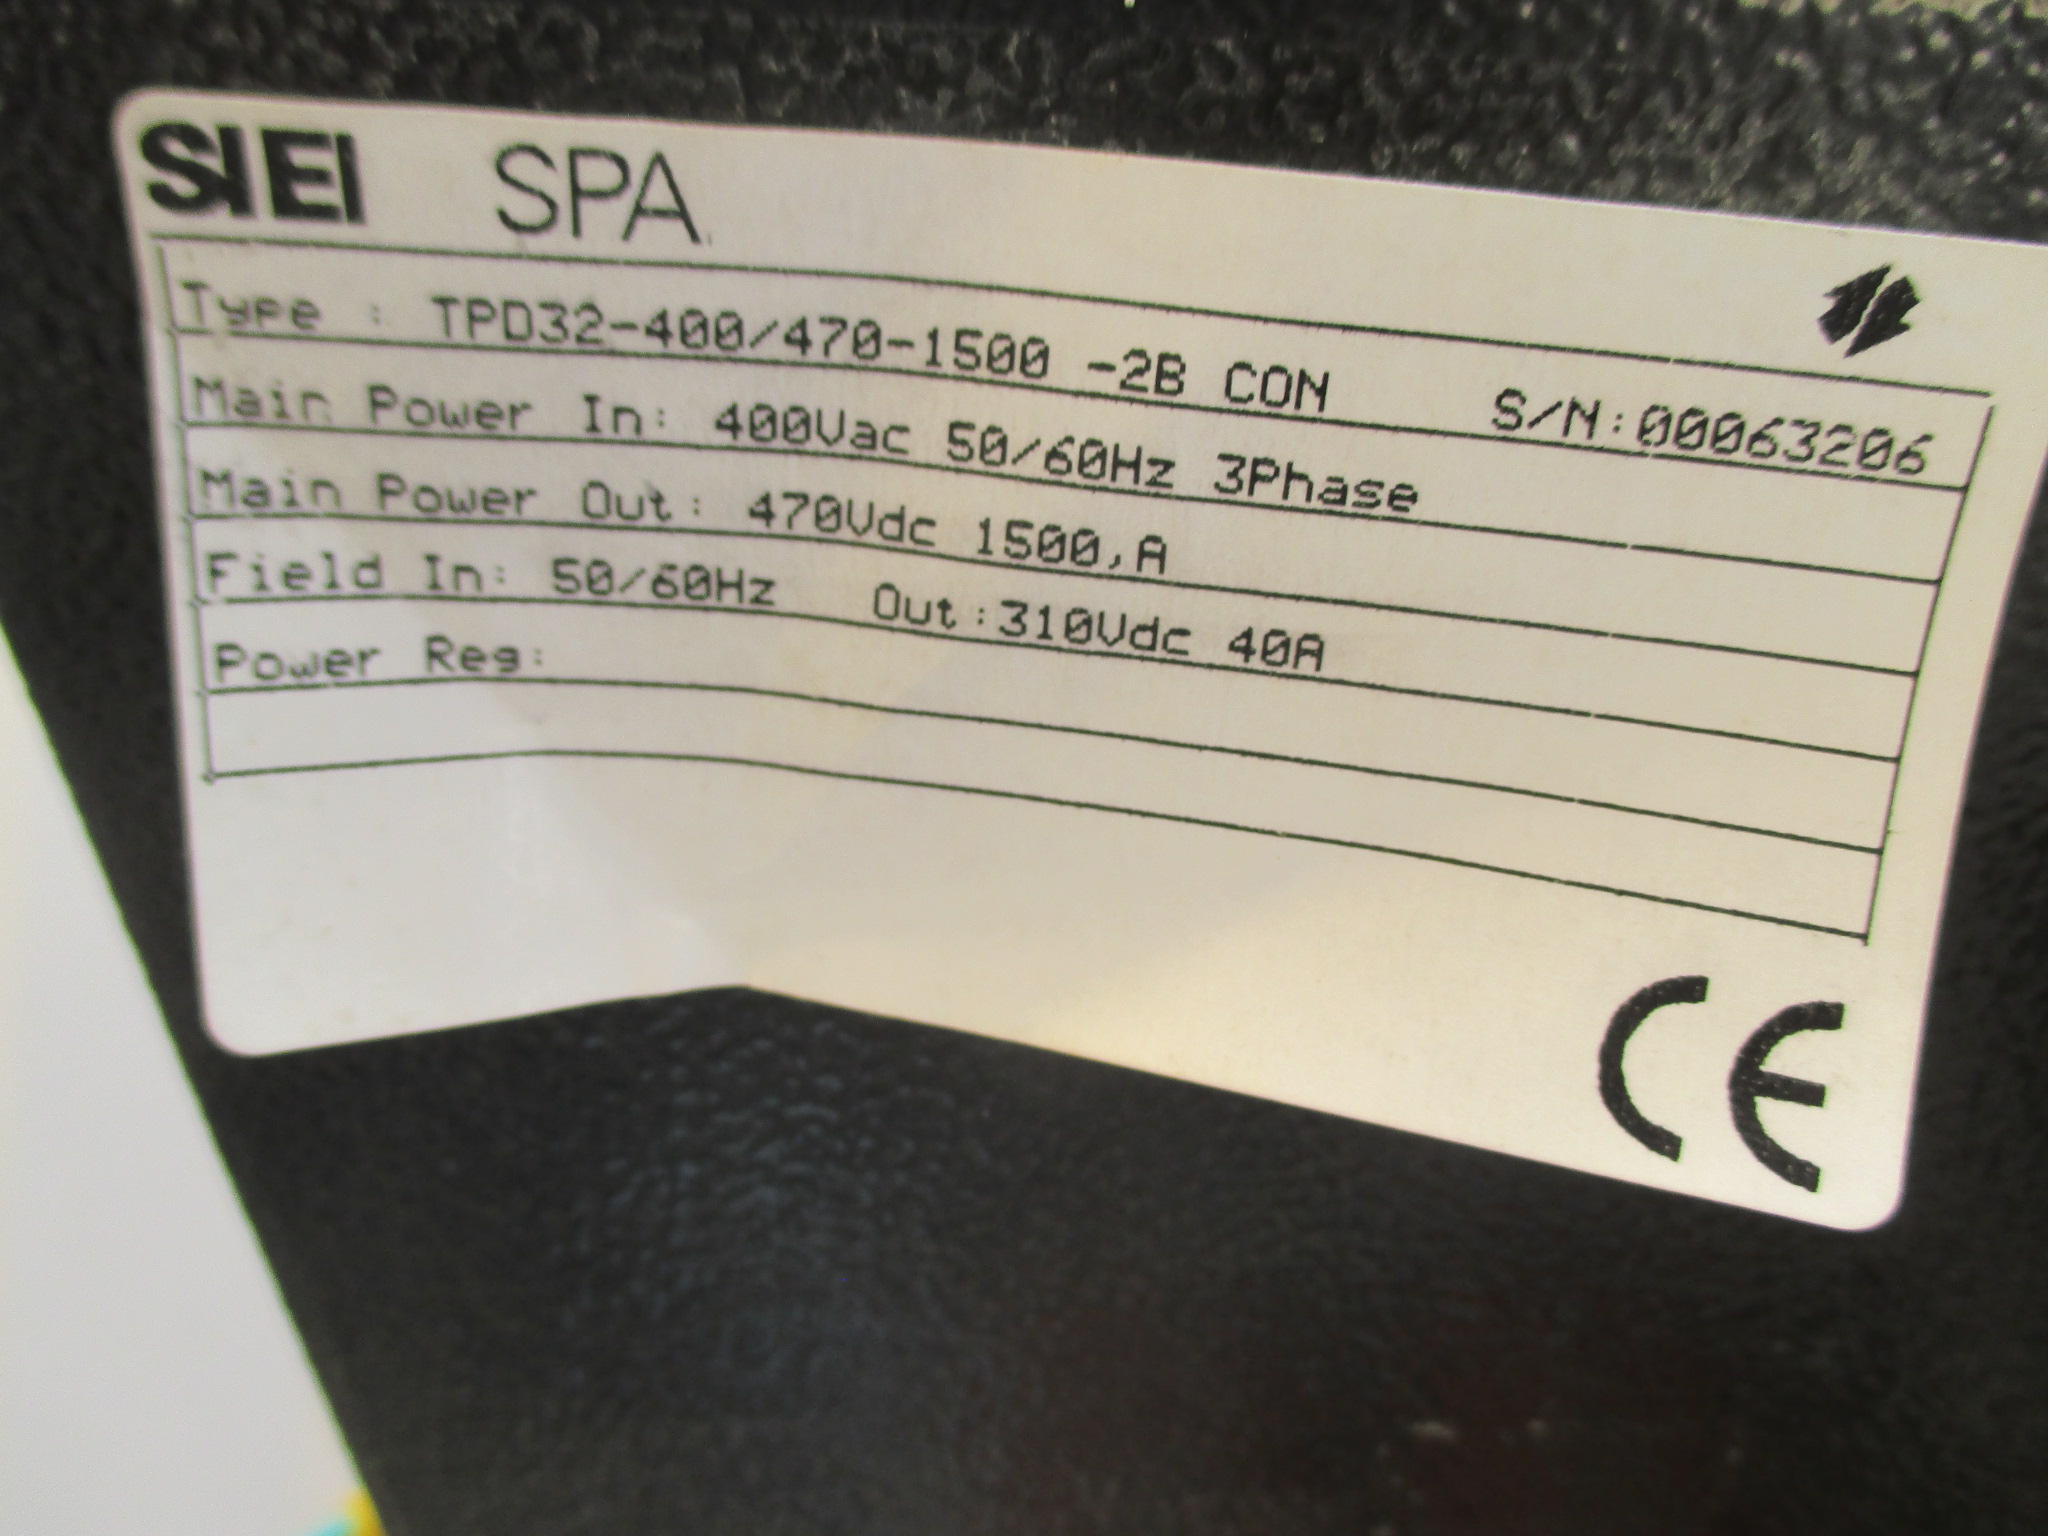 SIEI SPA.
Type : TPD32-400/470-1500 -2B CON S/N:00063206
Main Power In: 400Vac 50/60Hz 3Phase
Main Power Out: 470Vdc 1500,A
Field In: 50/60Hz Out:310Vdc 40A
Power Reg:
CE